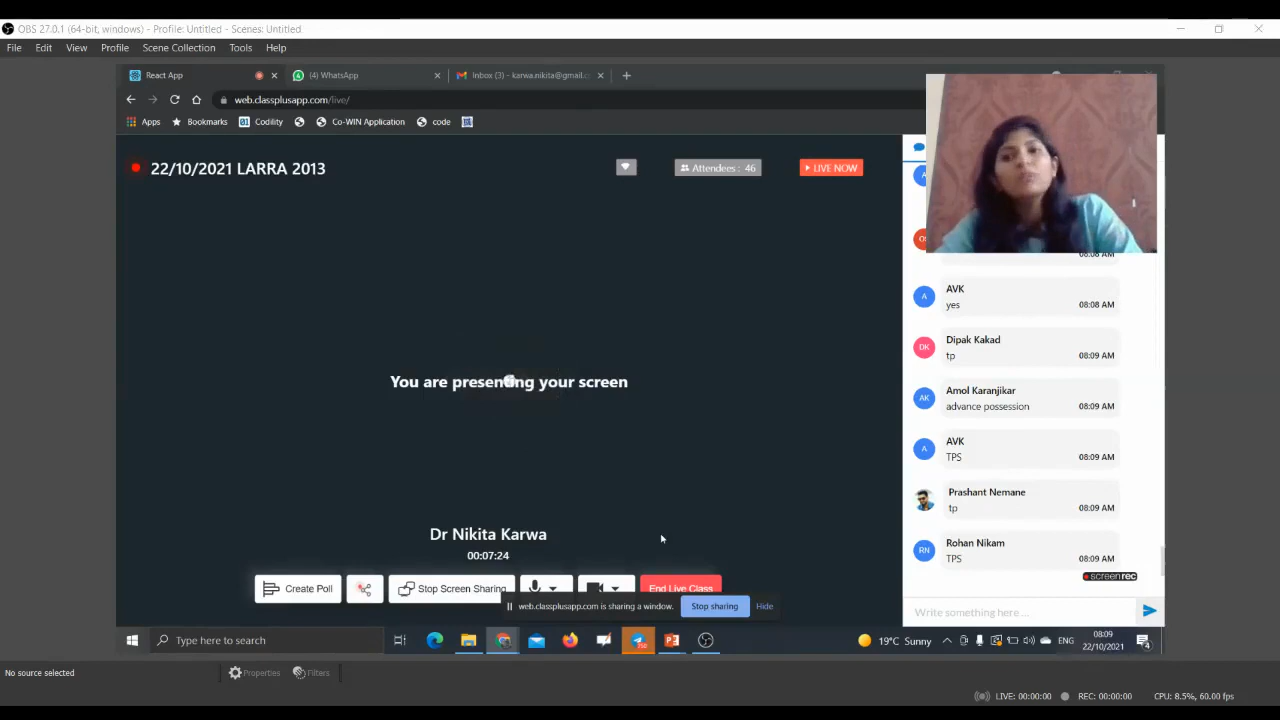 OBS 27.0.1 (64-bit, windows) - Profile: Untitled - Scenes: Untitled
File Edit View Profile Scene Collection Tools Help
React App (4) WhatsApp Inbox (3) - karwa.nikita@gmail.c
web.classplusapp.com/live/
Apps Bookmarks Codility Co-WIN Application code
22/10/2021 LARRA 2013
Attendees : 46
LIVE NOW
You are presenting your screen
Dr Nikita Karwa
00:07:24
Create Poll Stop Screen Sharing End Live Class
web.classplusapp.com is sharing a window. Stop sharing Hide
08:08 AM
AVK
yes 08:08 AM
Dipak Kakad
DK
tp 08:09 AM
Amol Karanjikar
AK
advance possession 08:09 AM
AVK
A
TPS 08:09 AM
Prashant Nemane
tp 08:09 AM
Rohan Nikam
RN
TPS 08:09 AM
screenrec
Write something here ...
Type here to search
19°C Sunny ENG 08:09
22/10/2021
4
No source selected Properties Filters
LIVE: 00:00:00 REC: 00:00:00 CPU: 8.5%, 60.00 fps